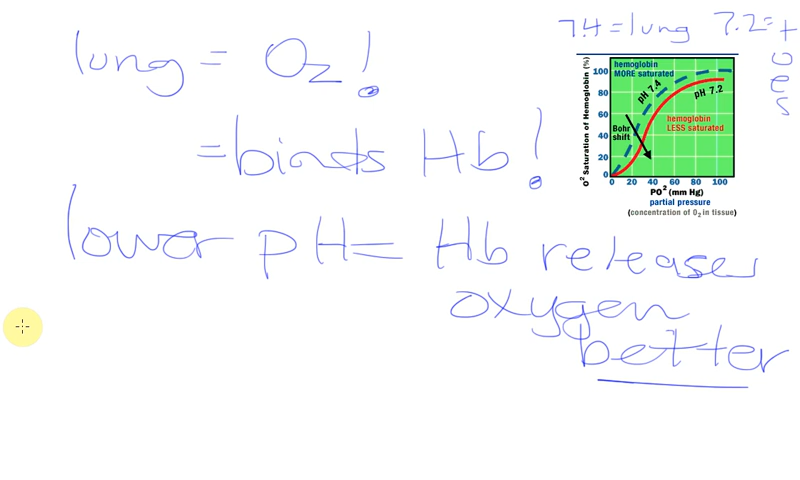 lung = O2!
= binds Hb!
lower pH = Hb releases
oxygen
better
7.4 = lung 7.2 = toes
hemoglobin
MORE saturated
pH 7.4
pH 7.2
hemoglobin
LESS saturated
Bohr
shift
O2 Saturation of Hemoglobin (%)
100
80
60
40
20
0
0 20 40 60 80 100
PO2 (mm Hg)
partial pressure
(concentration of O2 in tissue)